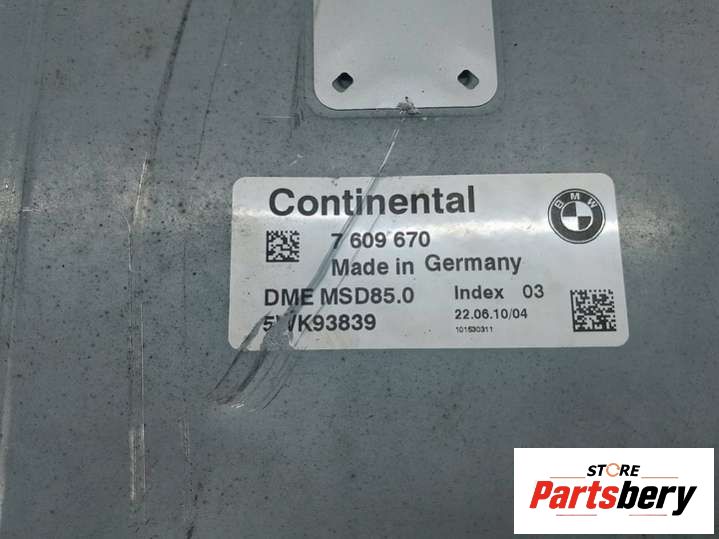 Continental
BMW
7 609 670
Made in Germany
DME MSD85.0 Index 03
5WK93839 22.06.10/04
101530311
STORE
Partsbery